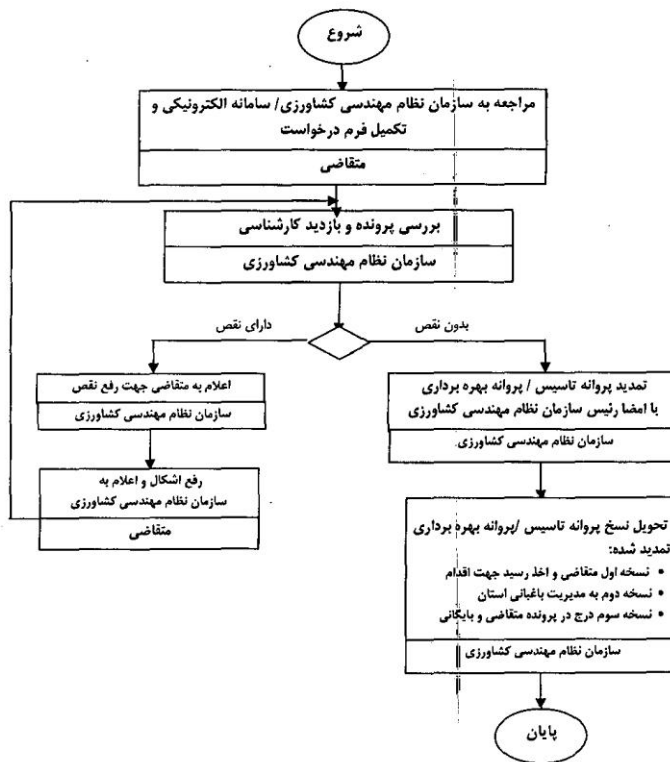 شروع
مراجعه به سازمان نظام مهندسی کشاورزی/ سامانه الکترونیکی و
تکمیل فرم درخواست
متقاضی
بررسی پرونده و بازدید کارشناسی
سازمان نظام مهندسی کشاورزی
بدون نقص
دارای نقص
تمدید پروانه تاسیس / پروانه بهره برداری
با امضا رئیس سازمان نظام مهندسی کشاورزی
سازمان نظام مهندسی کشاورزی.
اعلام به متقاضی جهت رفع نقص
سازمان نظام مهندسی کشاورزی
رفع اشکال و اعلام به
سازمان نظام مهندسی کشاورزی
متقاضی
تحویل نسخ پروانه تاسیس /پروانه بهره برداری
تمدید شده:
• نسخه اول متقاضی و اخذ رسید جهت اقدام
• نسخه دوم به مدیریت باغبانی استان
• نسخه سوم درج در پرونده متقاضی و بایگانی
سازمان نظام مهندسی کشاورزی
پایان